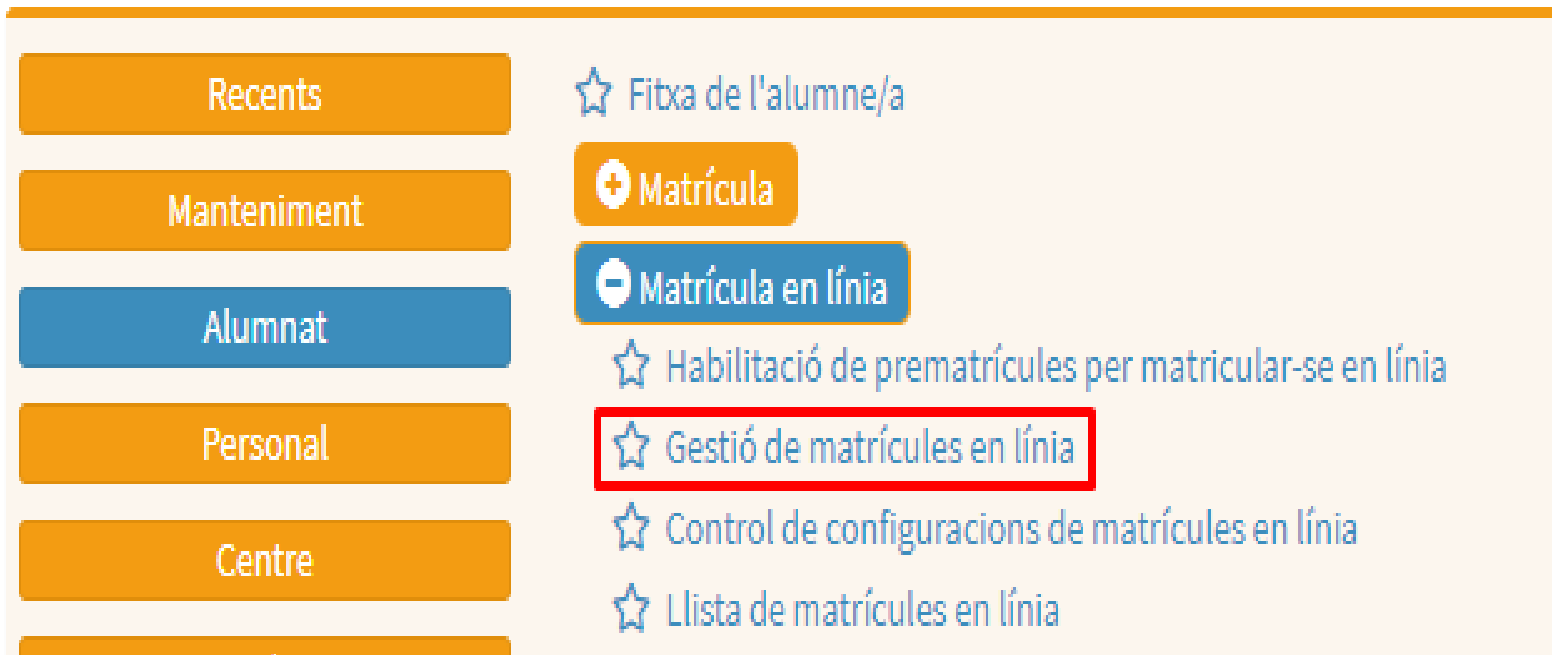 Recents
Manteniment
Alumnat
Personal
Centre
Fitxa de l'alumne/a
Matrícula
Matrícula en línia
Habilitació de prematrícules per matricular-se en línia
Gestió de matrícules en línia
Control de configuracions de matrícules en línia
Llista de matrícules en línia